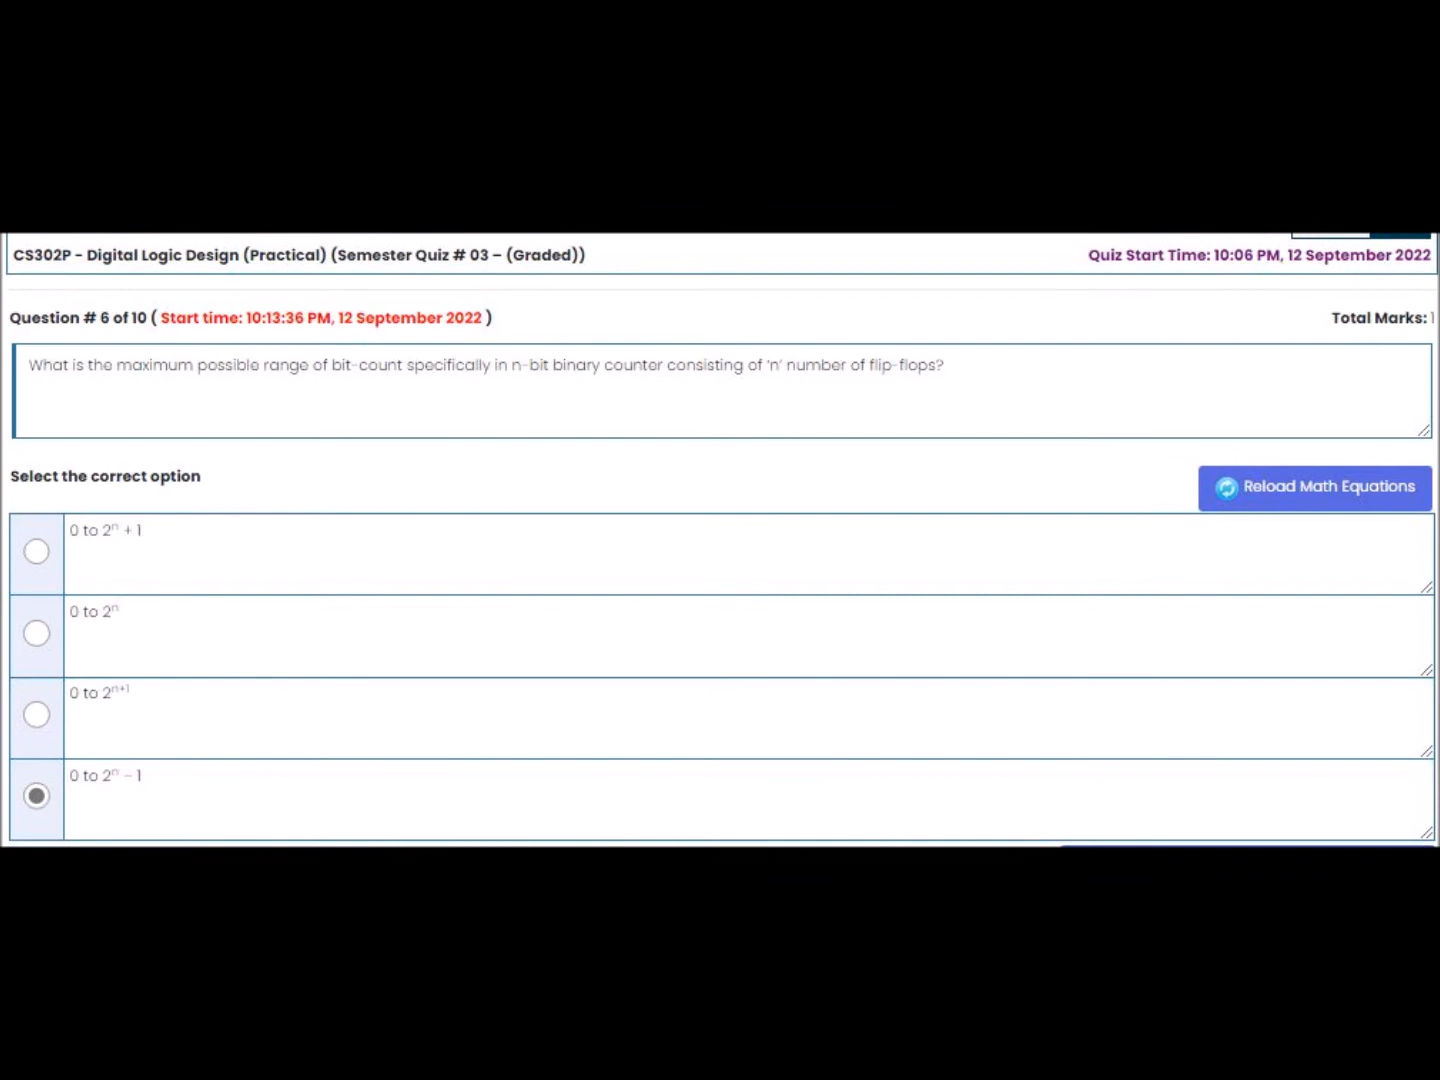 CS302P - Digital Logic Design (Practical) (Semester Quiz # 03 – (Graded))
Quiz Start Time: 10:06 PM, 12 September 2022
Question # 6 of 10 ( Start time: 10:13:36 PM, 12 September 2022 )
Total Marks: 1
What is the maximum possible range of bit-count specifically in n-bit binary counter consisting of 'n' number of flip-flops?
Select the correct option
Reload Math Equations
0 to 2ⁿ + 1
0 to 2ⁿ
0 to 2ⁿ⁺¹
0 to 2ⁿ – 1